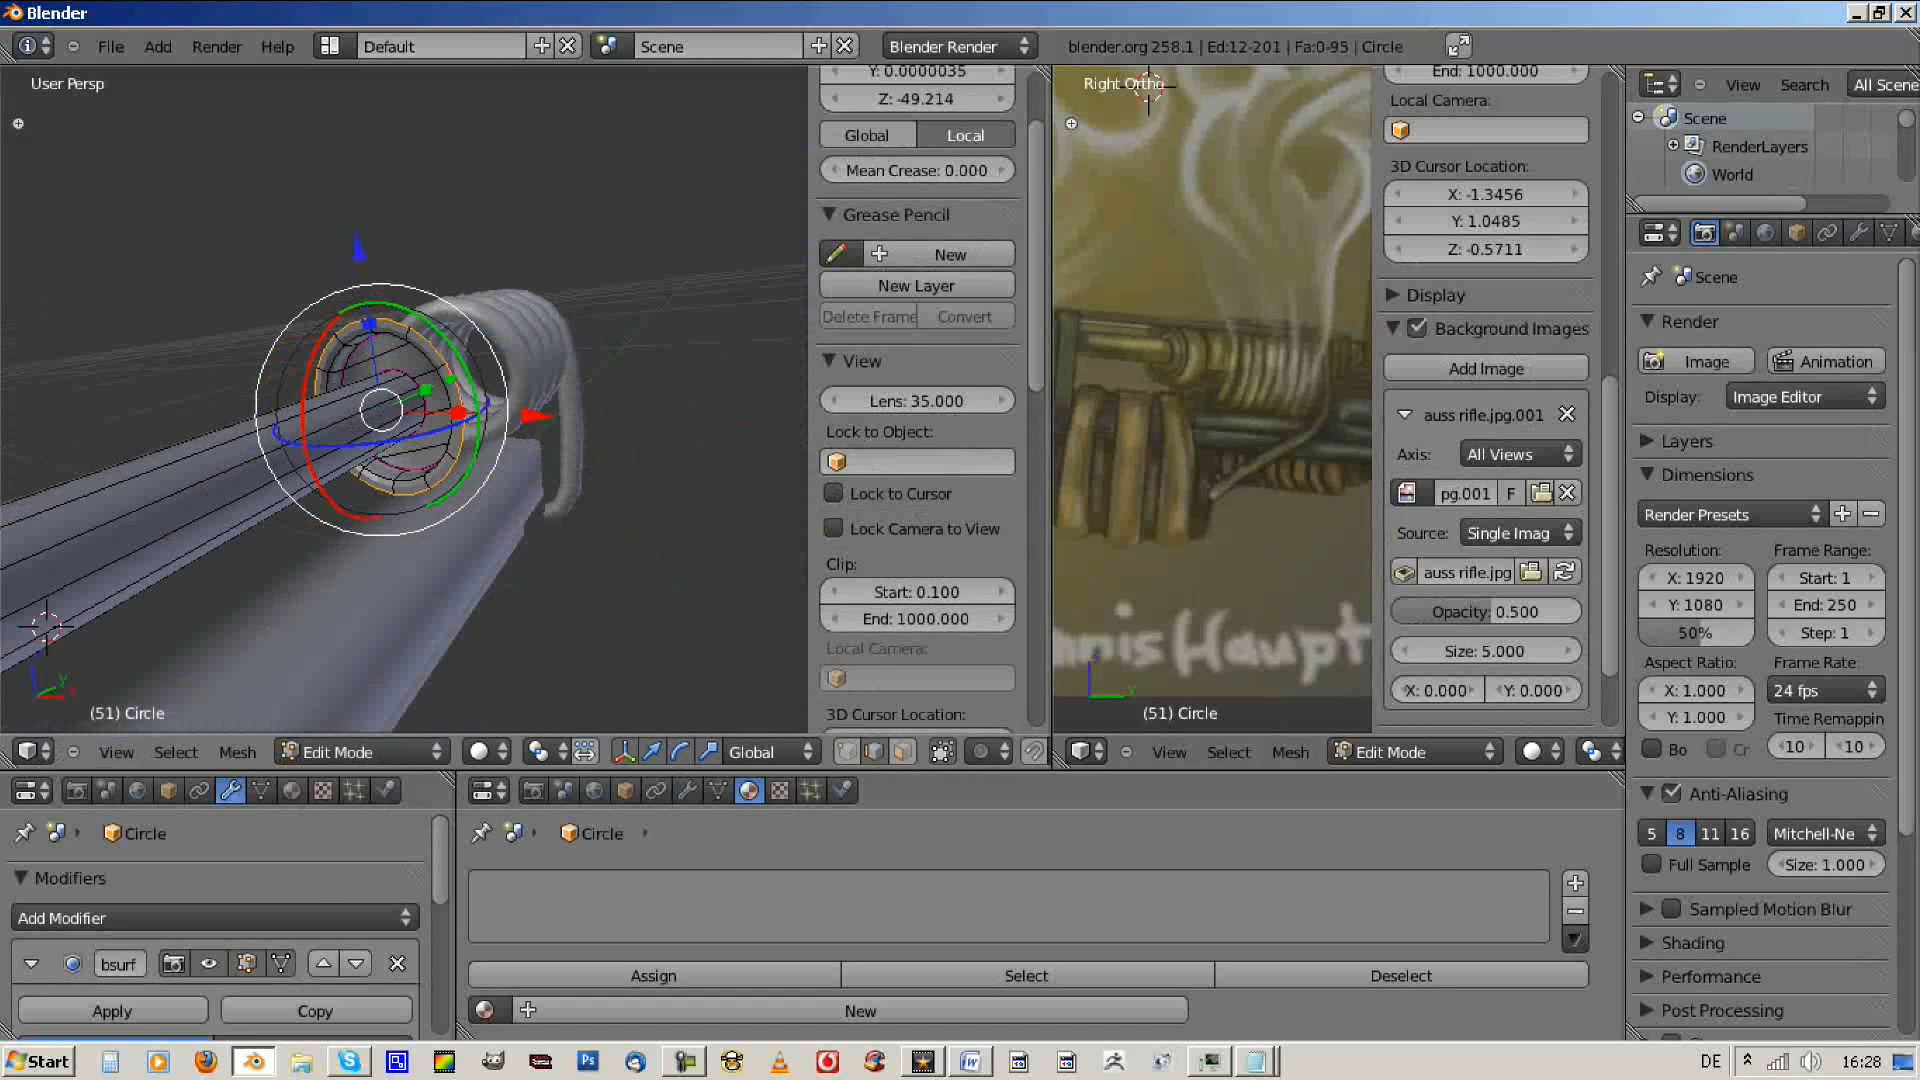 Blender
File Add Render Help Default Scene Blender Render blender.org 258.1 | Ed:12-201 | Fa:0-95 | Circle
User Persp
Y: 0.0000035
Z: -49.214
Global Local
Mean Crease: 0.000
Grease Pencil
New
New Layer
Delete Frame Convert
View
Lens: 35.000
Lock to Object:
Lock to Cursor
Lock Camera to View
Clip:
Start: 0.100
End: 1000.000
Local Camera:
3D Cursor Location:
(51) Circle
View Select Mesh Edit Mode Global
Right Ortho
End: 1000.000
Local Camera:
3D Cursor Location:
X: -1.3456
Y: 1.0485
Z: -0.5711
Display
Background Images
Add Image
auss rifle.jpg.001
Axis: All Views
pg.001 F
Source: Single Imag
auss rifle.jpg
Opacity: 0.500
Size: 5.000
X: 0.000 Y: 0.000
nnisHaupt
(51) Circle
View Select Mesh Edit Mode
View Search All Scene
Scene
RenderLayers
World
Scene
Render
Image Animation
Display: Image Editor
Layers
Dimensions
Render Presets
Resolution: Frame Range:
X: 1920 Start: 1
Y: 1080 End: 250
50% Step: 1
Aspect Ratio: Frame Rate:
X: 1.000 24 fps
Y: 1.000 Time Remappin
Bo Cr 10 10
Anti-Aliasing
5 8 11 16 Mitchell-Ne
Full Sample Size: 1.000
Sampled Motion Blur
Shading
Performance
Post Processing
Circle
Modifiers
Add Modifier
bsurf
Apply Copy
Circle
Assign Select Deselect
New
Start DE 16:28